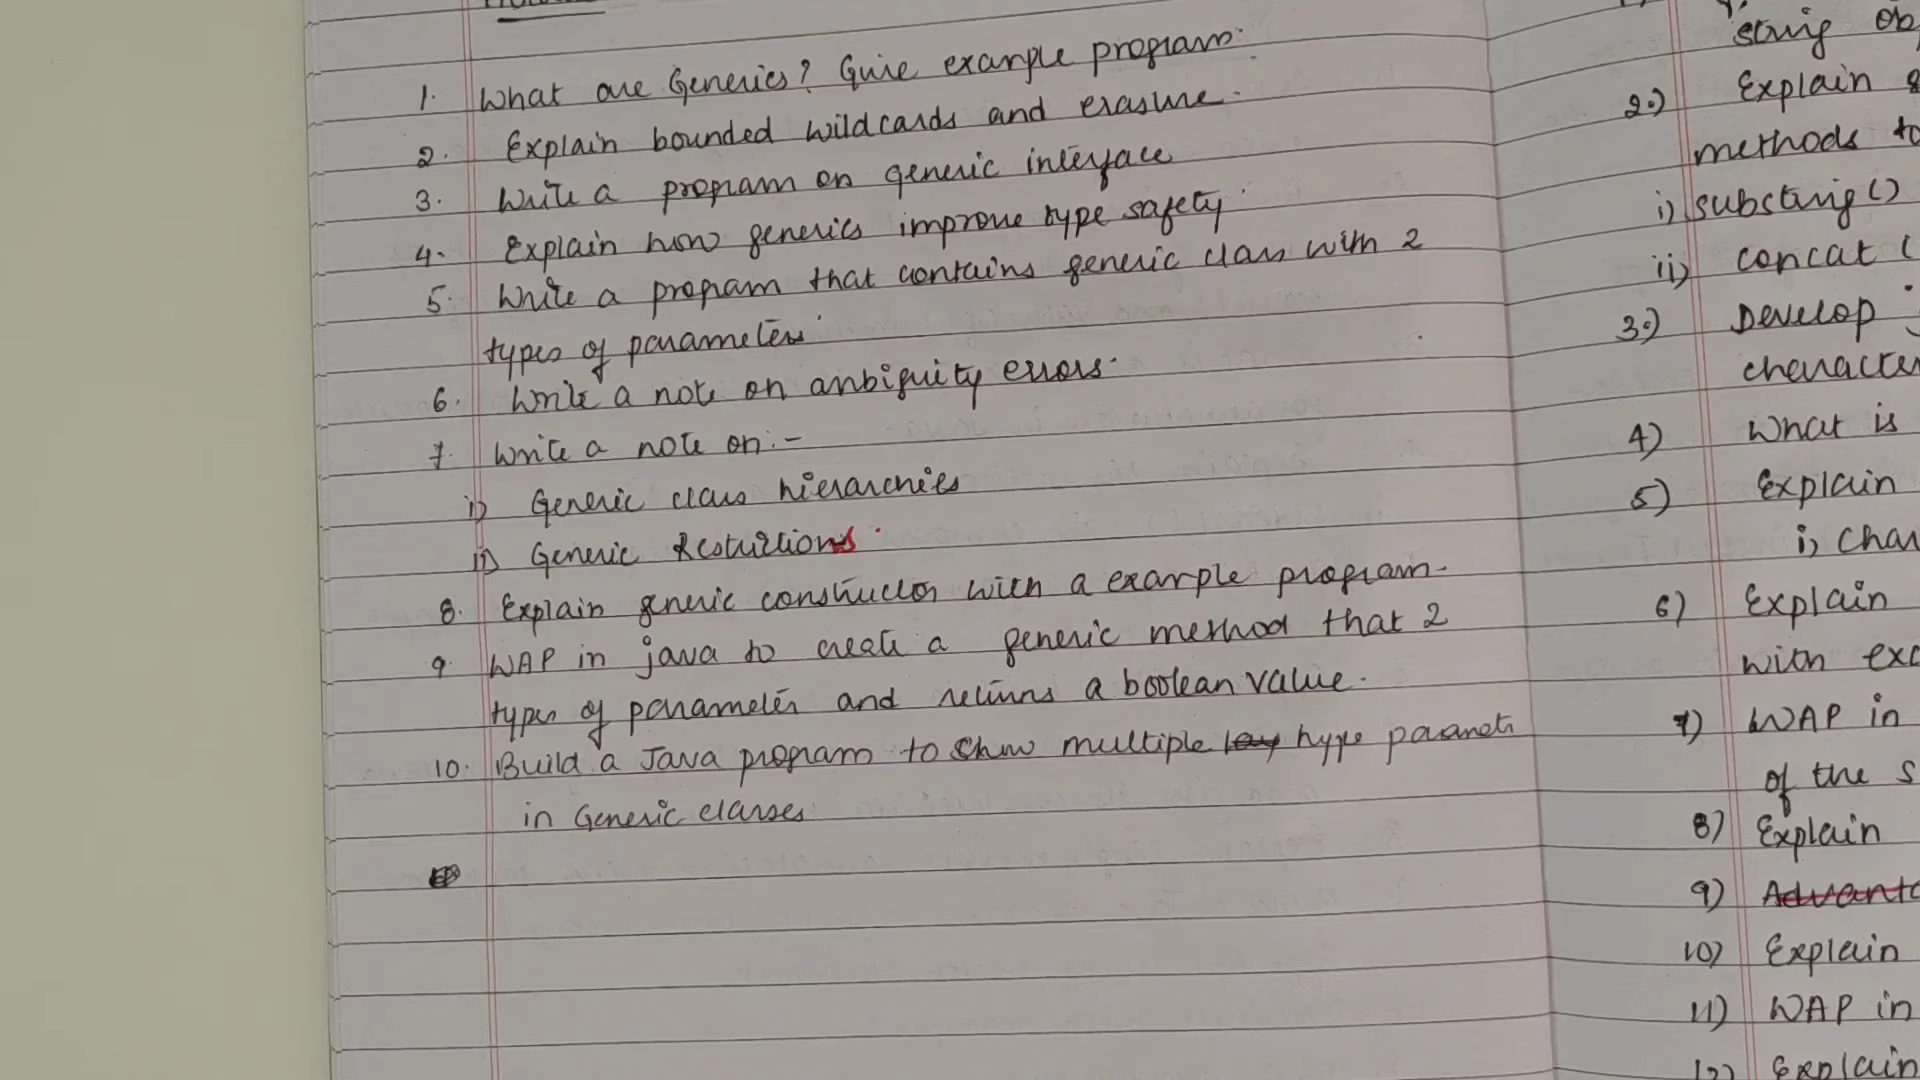 1. What are Generics? Give example program.
2. Explain bounded wildcards and erasure.
3. Write a program on generic interface
4. Explain how generics improve type safety.
5. Write a program that contains generic class with 2
types of parameters.
6. Write a note on ambiguity errors.
7. Write a note on :-
i) Generic class hierarchies
ii) Generic Restrictions.
8. Explain generic constructor with a example program.
9. WAP in java to create a generic method that 2
types of parameter and returns a boolean value.
10. Build a Java program to show multiple type paramet
in Generic classes
string ob
2.) Explain
methods to
i) substring()
ii) concat (
3.) Develop
character
4) What is
5) Explain
i) Char
6) Explain
with exa
7) WAP in
of the s
8) Explain
9) Advanta
10) Explain
11) WAP in
12) Explain